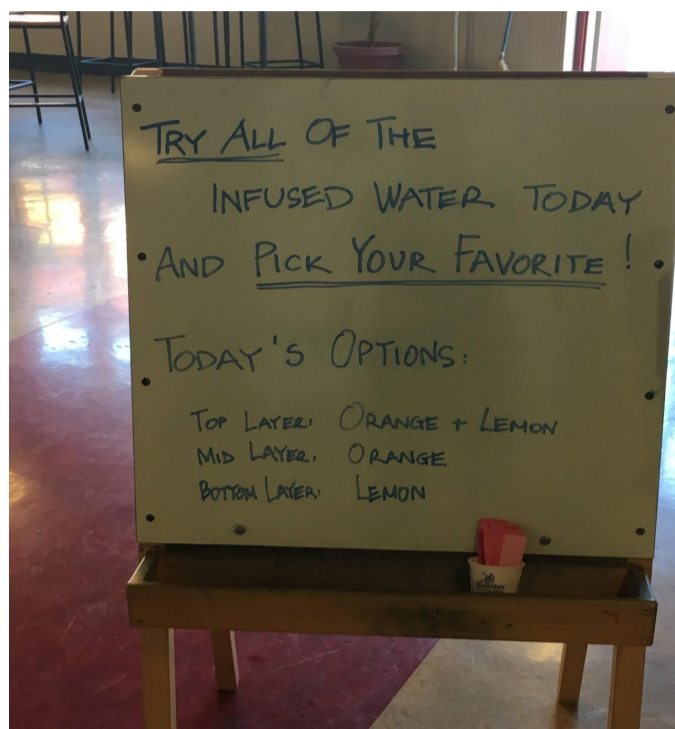 TRY ALL OF THE
INFUSED WATER TODAY
AND PICK YOUR FAVORITE!
TODAY'S OPTIONS:
TOP LAYER: ORANGE + LEMON
MID LAYER: ORANGE
BOTTOM LAYER: LEMON